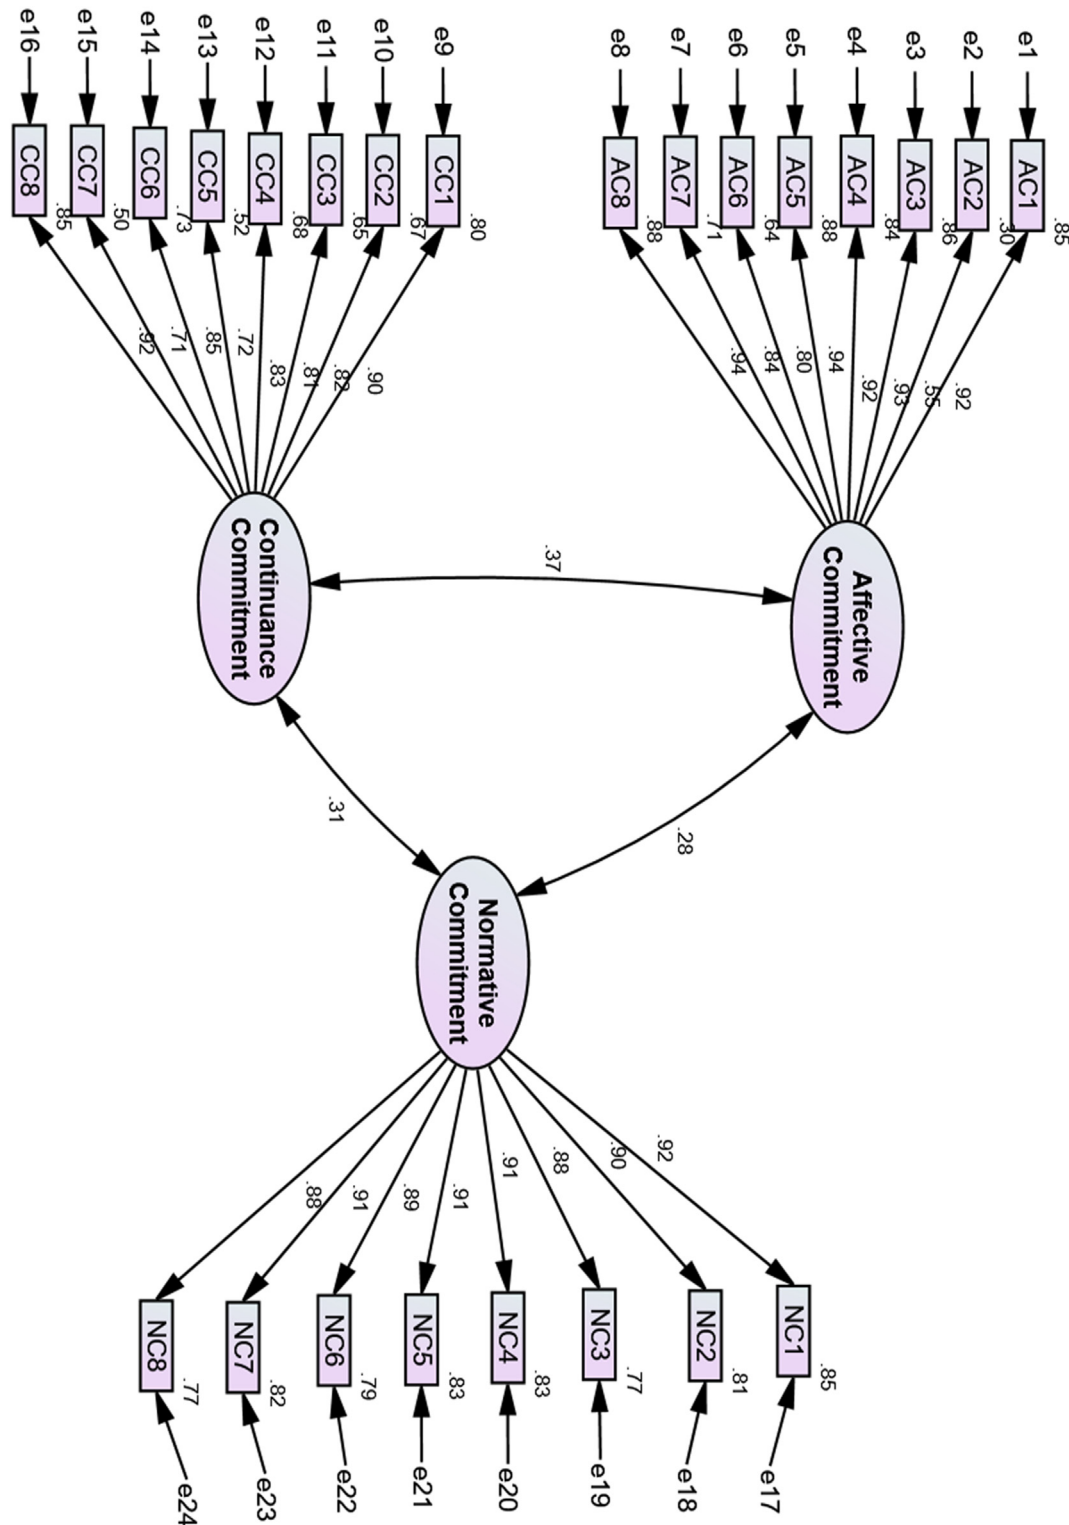 e1
AC1
.85
.92
e2
AC2
.30
.55
e3
AC3
.86
.93
e4
AC4
.84
.92
e5
AC5
.88
.94
e6
AC6
.64
.80
e7
AC7
.71
.84
e8
AC8
.88
.94
Affective
Commitment
.28
.37
.92
NC1
.85
e17
.90
NC2
.81
e18
.88
NC3
.77
e19
Normative
Commitment
.91
NC4
.83
e20
.91
NC5
.83
e21
.89
NC6
.79
e22
.91
NC7
.82
e23
.88
NC8
.77
e24
.31
e9
CC1
.80
.90
e10
CC2
.67
.82
e11
CC3
.65
.81
e12
CC4
.68
.83
e13
CC5
.52
.72
e14
CC6
.73
.85
e15
CC7
.50
.71
e16
CC8
.85
.92
Continuance
Commitment